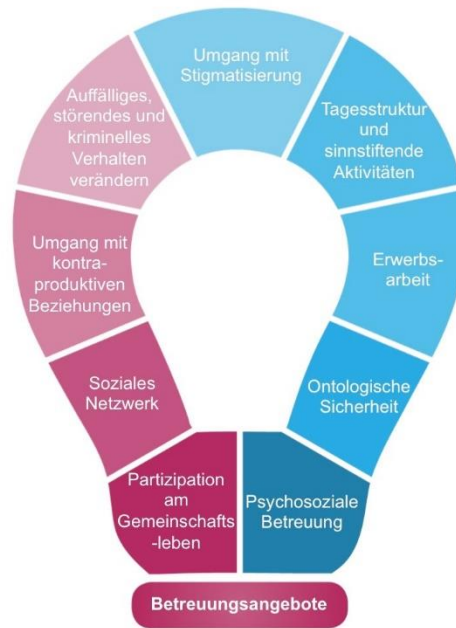 Umgang mit
Stigmatisierung
Auffälliges,
störendes und
kriminelles
Verhalten
verändern
Tagesstruktur
und
sinnstiftende
Aktivitäten
Umgang mit
kontra-
produktiven
Beziehungen
Erwerbs-
arbeit
Soziales
Netzwerk
Ontologische
Sicherheit
Partizipation
am
Gemeinschafts
-leben
Psychosoziale
Betreuung
Betreuungsangebote